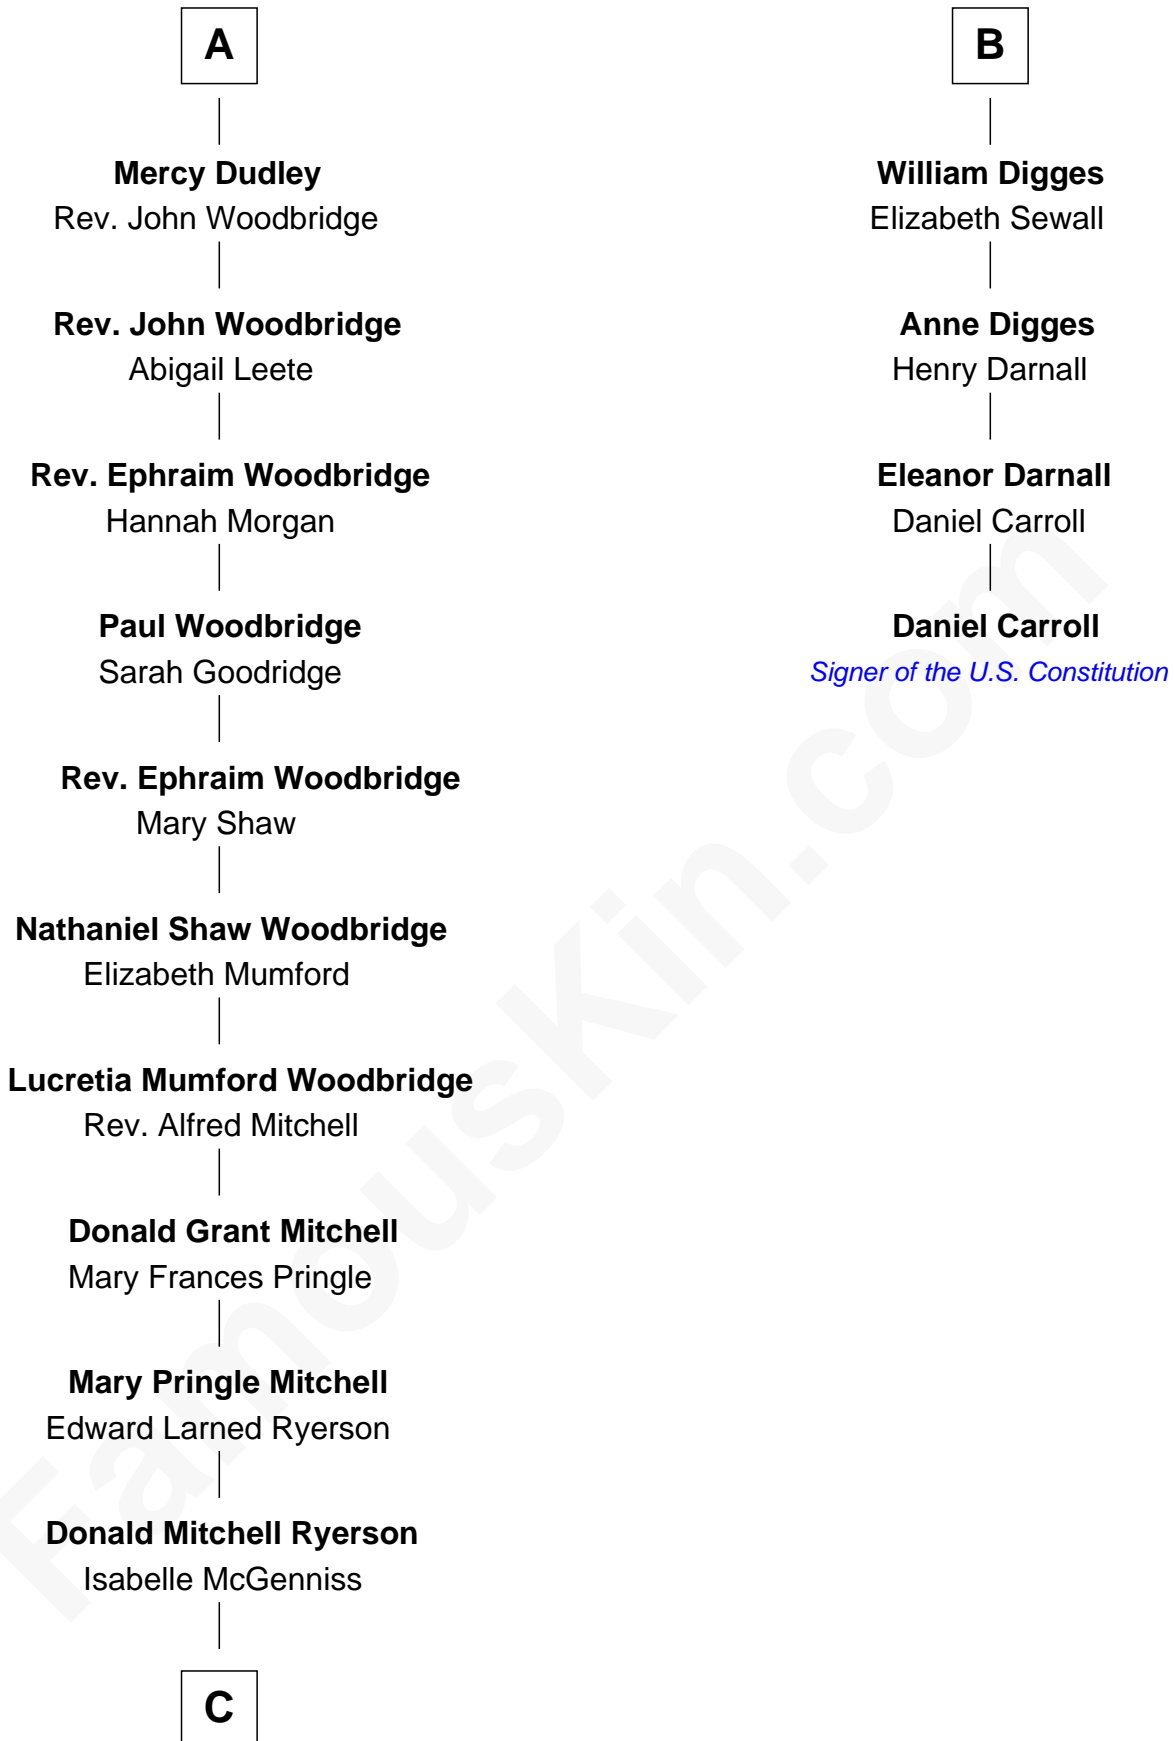 A
Mercy Dudley
Rev. John Woodbridge
Rev. John Woodbridge
Abigail Leete
Rev. Ephraim Woodbridge
Hannah Morgan
Paul Woodbridge
Sarah Goodridge
Rev. Ephraim Woodbridge
Mary Shaw
Nathaniel Shaw Woodbridge
Elizabeth Mumford
Lucretia Mumford Woodbridge
Rev. Alfred Mitchell
Donald Grant Mitchell
Mary Frances Pringle
Mary Pringle Mitchell
Edward Larned Ryerson
Donald Mitchell Ryerson
Isabelle McGenniss
C
B
William Digges
Elizabeth Sewall
Anne Digges
Henry Darnall
Eleanor Darnall
Daniel Carroll
Daniel Carroll
Signer of the U.S. Constitution
FamousKin.com